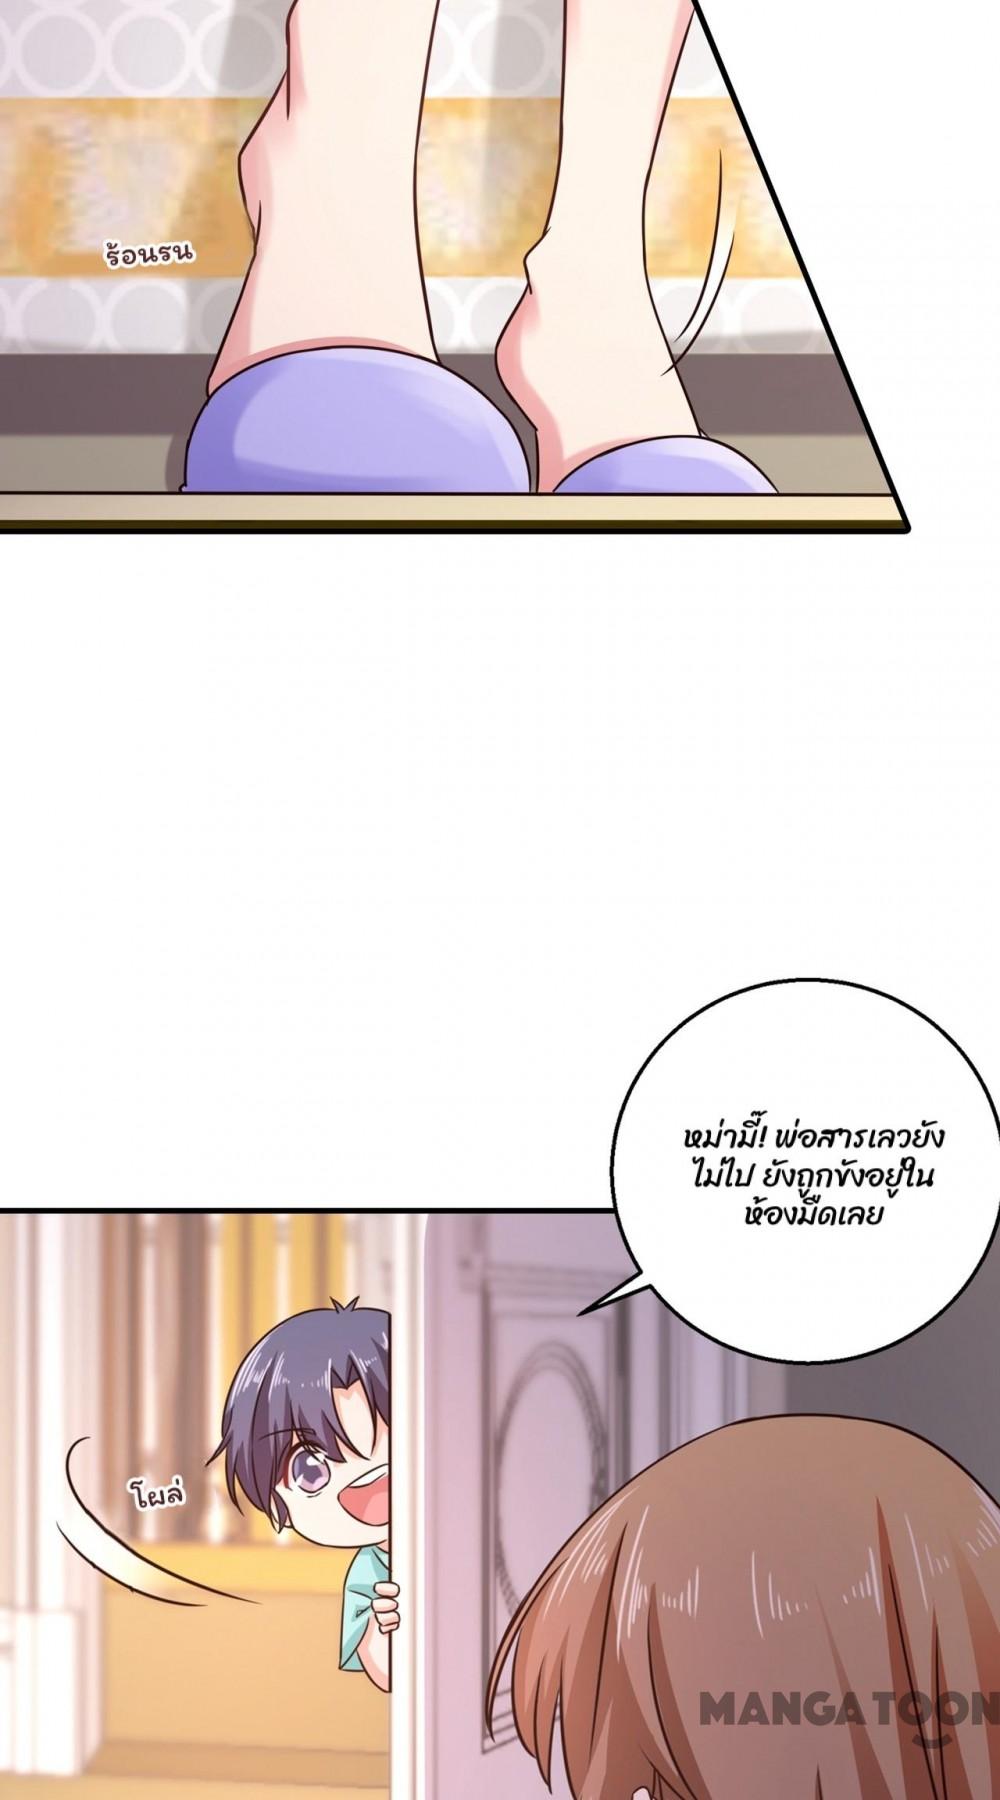 ร้อนรน
หม่ามี๊! พ่อสารเลวยัง
ไม่ไป ยังถูกขังอยู่ใน
ห้องมืดเลย
โผล่
MANGATOON